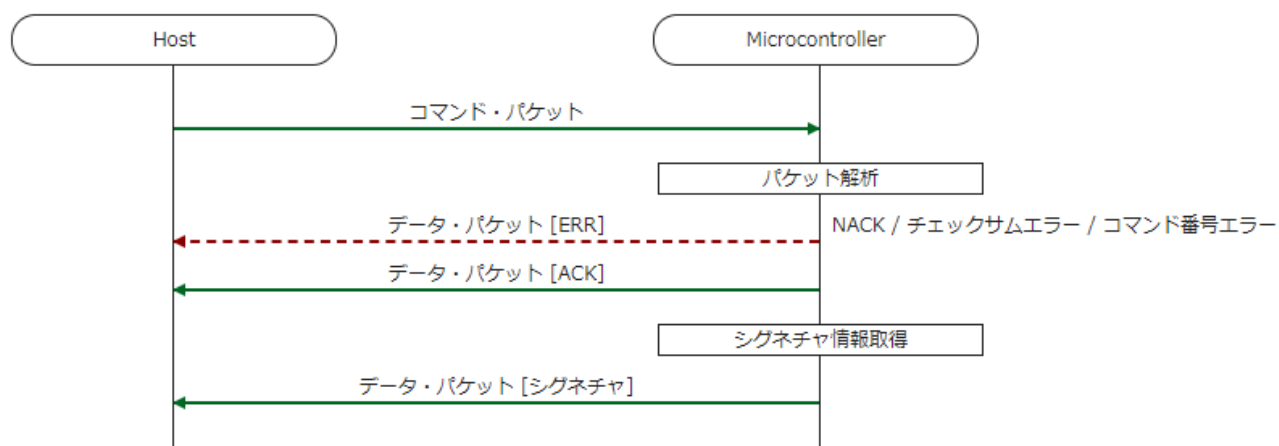 Host
Microcontroller
コマンド・パケット
パケット解析
データ・パケット [ERR]
NACK / チェックサムエラー / コマンド番号エラー
データ・パケット [ACK]
シグネチャ情報取得
データ・パケット [シグネチャ]